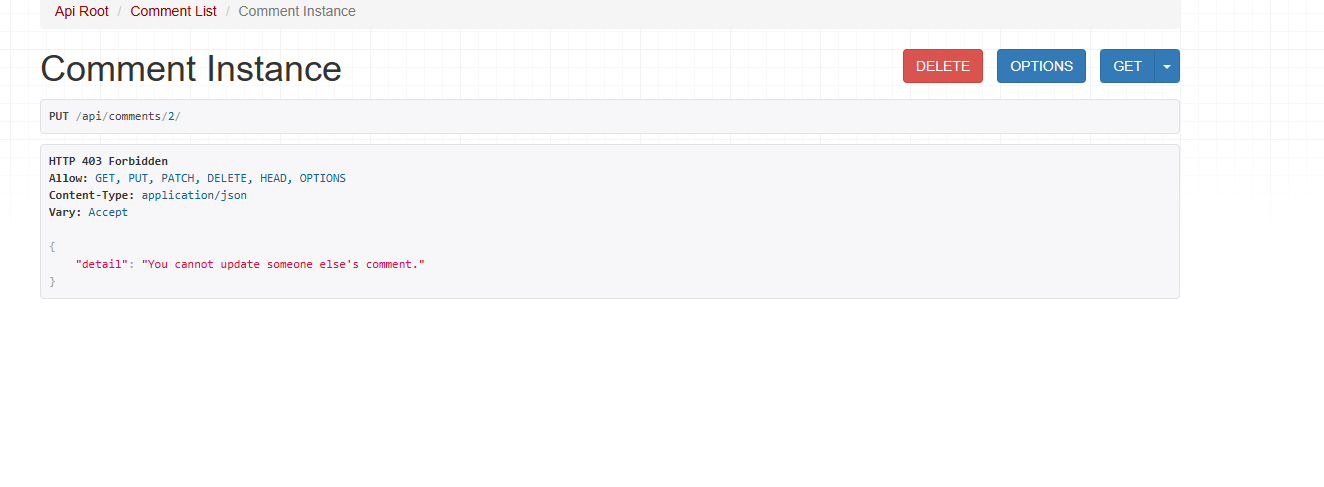 Api Root / Comment List / Comment Instance
Comment Instance
DELETE
OPTIONS
GET
PUT /api/comments/2/
HTTP 403 Forbidden
Allow: GET, PUT, PATCH, DELETE, HEAD, OPTIONS
Content-Type: application/json
Vary: Accept
{
"detail": "You cannot update someone else's comment."
}